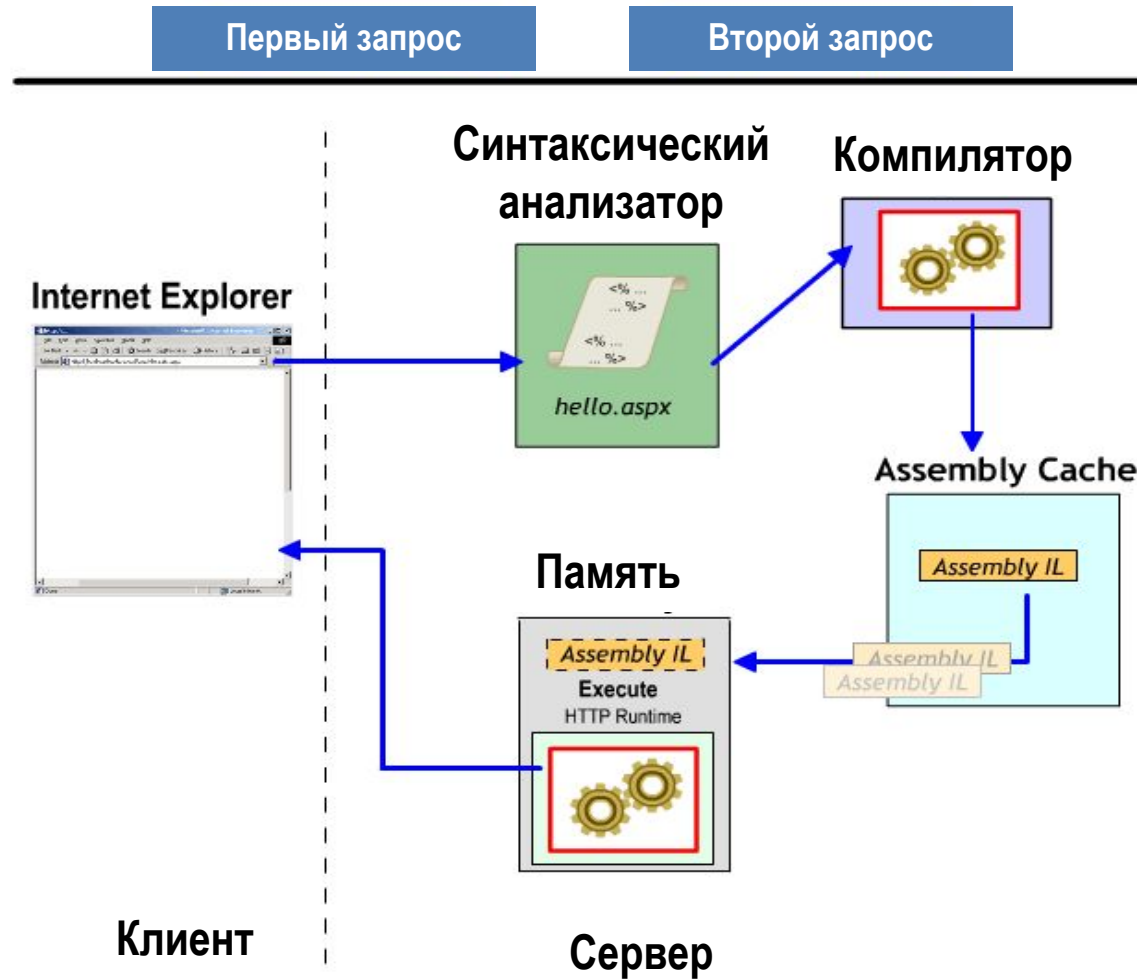 Первый запрос
Второй запрос
Синтаксический
анализатор
Компилятор
<% ...
... %>
<% ...
... %>
hello.aspx
Internet Explorer
Assembly Cache
Assembly IL
Assembly IL
Assembly IL
Память
Assembly IL
Execute
HTTP Runtime
Клиент
Сервер